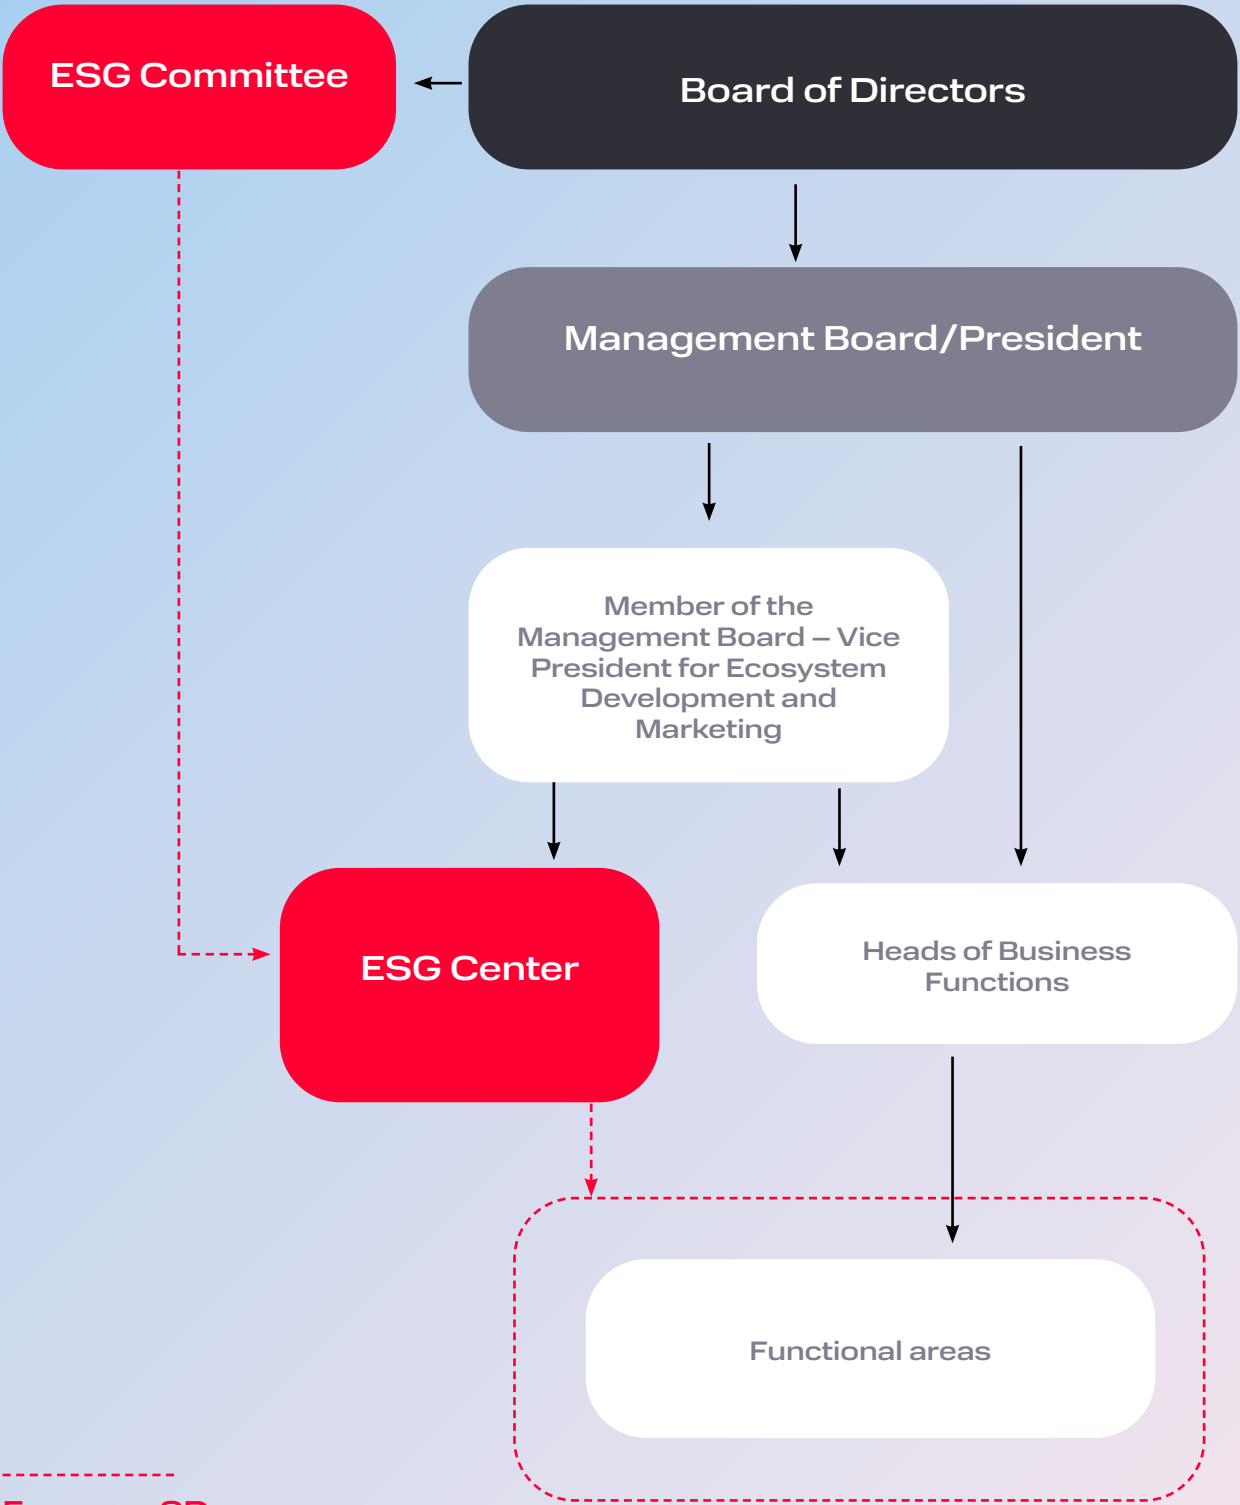 ESG Committee
Board of Directors
Management Board/President
Member of the
Management Board – Vice
President for Ecosystem
Development and
Marketing
ESG Center
Heads of Business
Functions
Functional areas